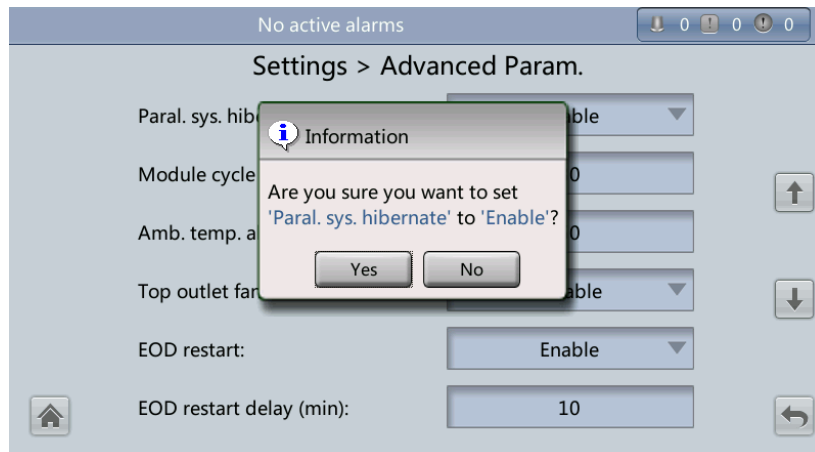 No active alarms
0 0 0
Settings > Advanced Param.
Paral. sys. hib
ble
Information
Module cycle
0
Are you sure you want to set
'Paral. sys. hibernate' to 'Enable'?
Amb. temp. a
0
Yes No
Top outlet fan
able
EOD restart: Enable
EOD restart delay (min): 10